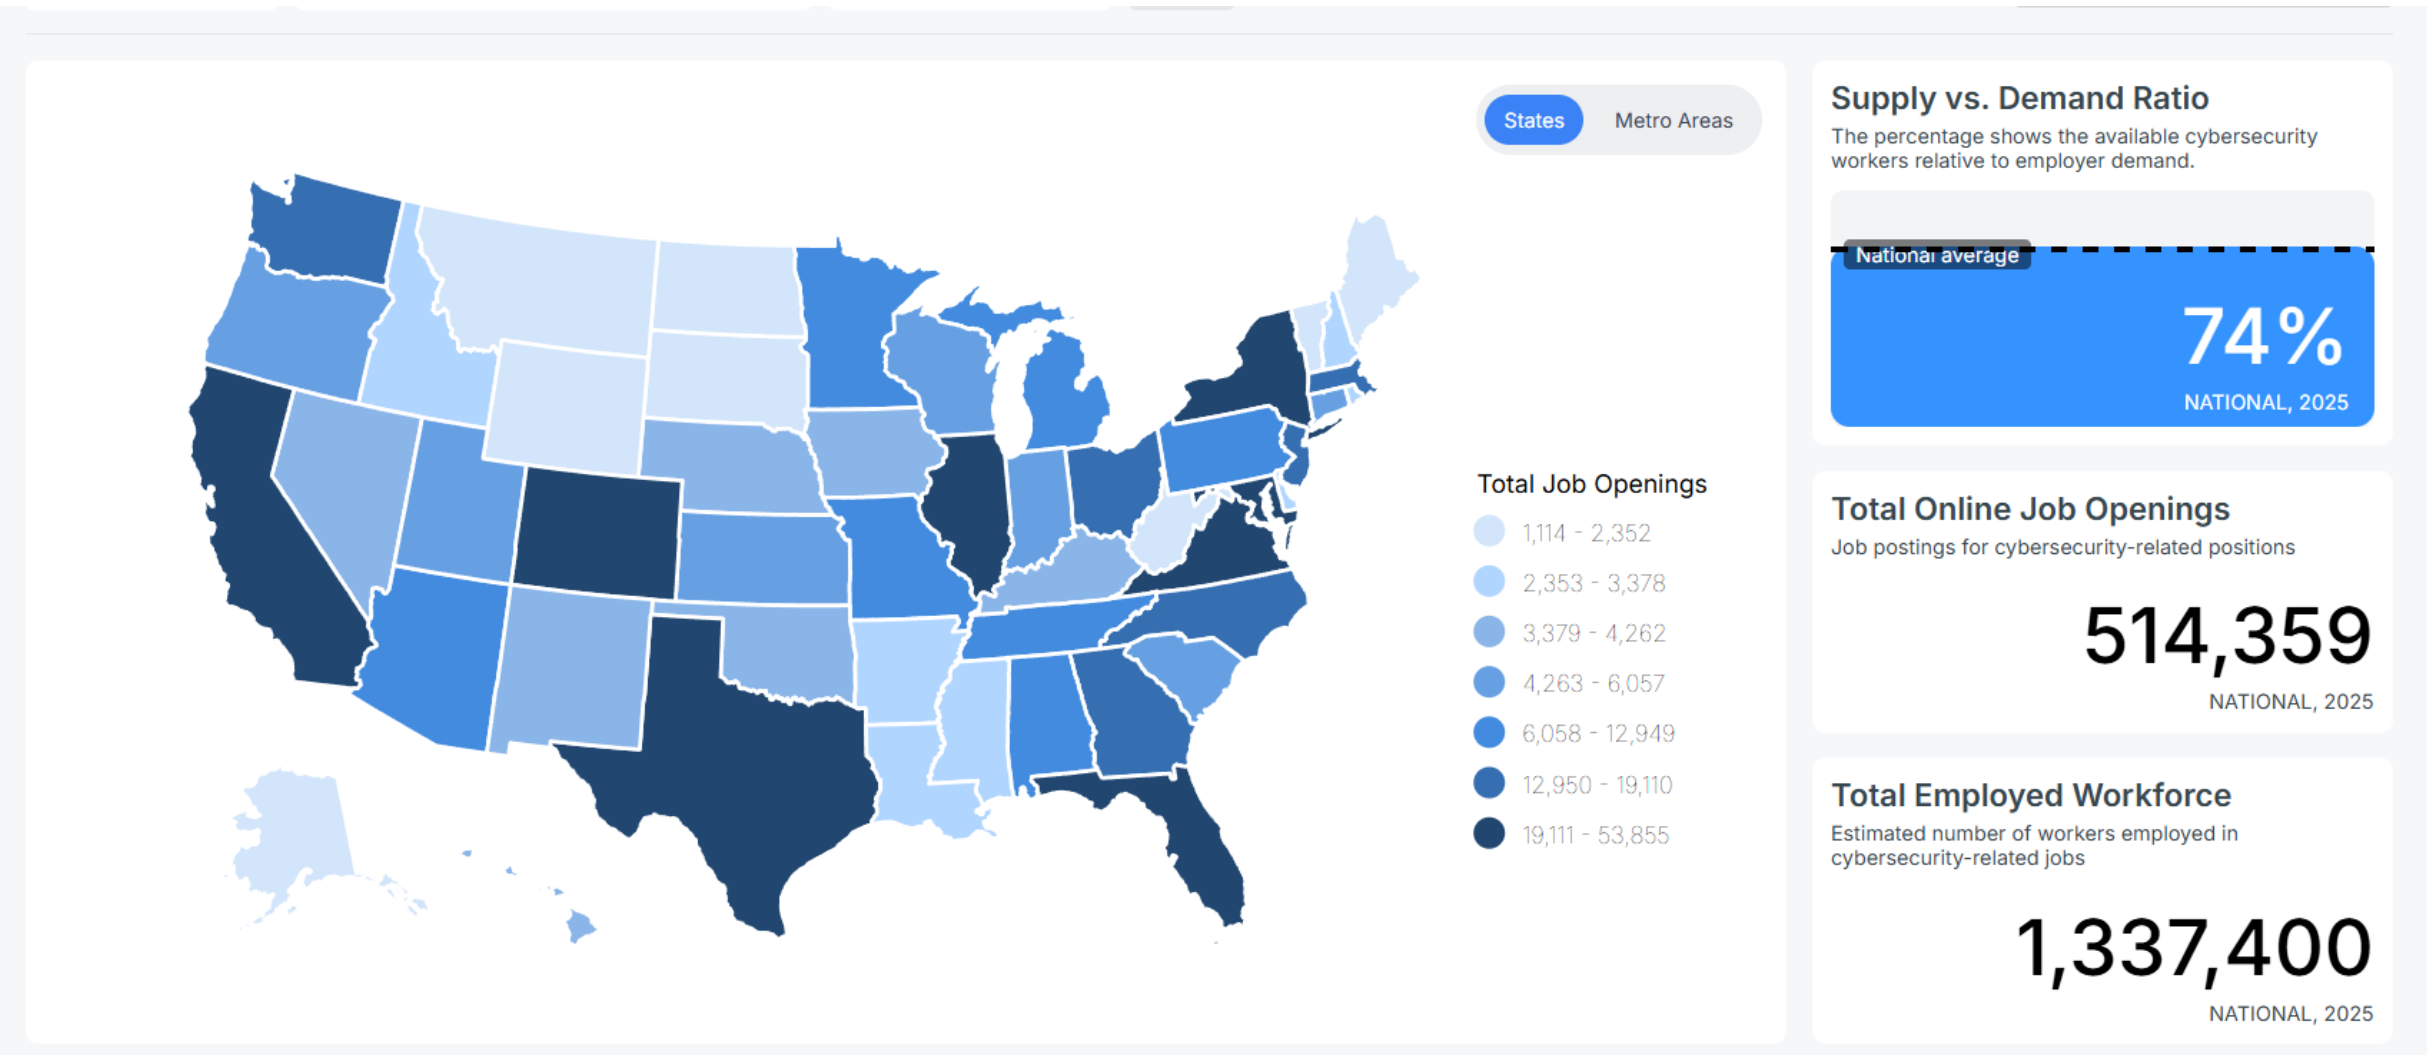 States
Metro Areas
Total Job Openings
1,114 - 2,352
2,353 - 3,378
3,379 - 4,262
4,263 - 6,057
6,058 - 12,949
12,950 - 19,110
19,111 - 53,855
Supply vs. Demand Ratio
The percentage shows the available cybersecurity
workers relative to employer demand.
National average
74%
NATIONAL, 2025
Total Online Job Openings
Job postings for cybersecurity-related positions
514,359
NATIONAL, 2025
Total Employed Workforce
Estimated number of workers employed in
cybersecurity-related jobs
1,337,400
NATIONAL, 2025